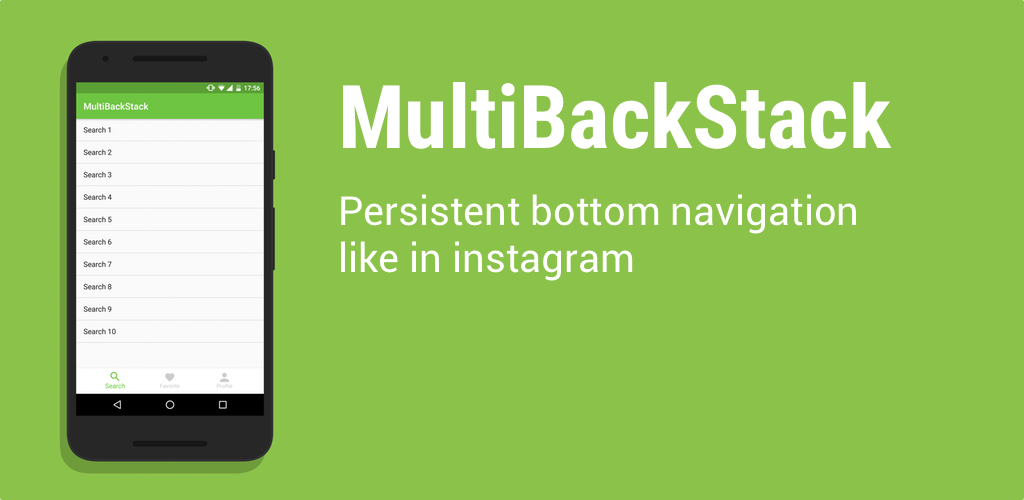 17:56
MultiBackStack
Search 1
Search 2
Search 3
Search 4
Search 5
Search 6
Search 7
Search 8
Search 9
Search 10
Search Favorite Profile
MultiBackStack
Persistent bottom navigation
like in instagram